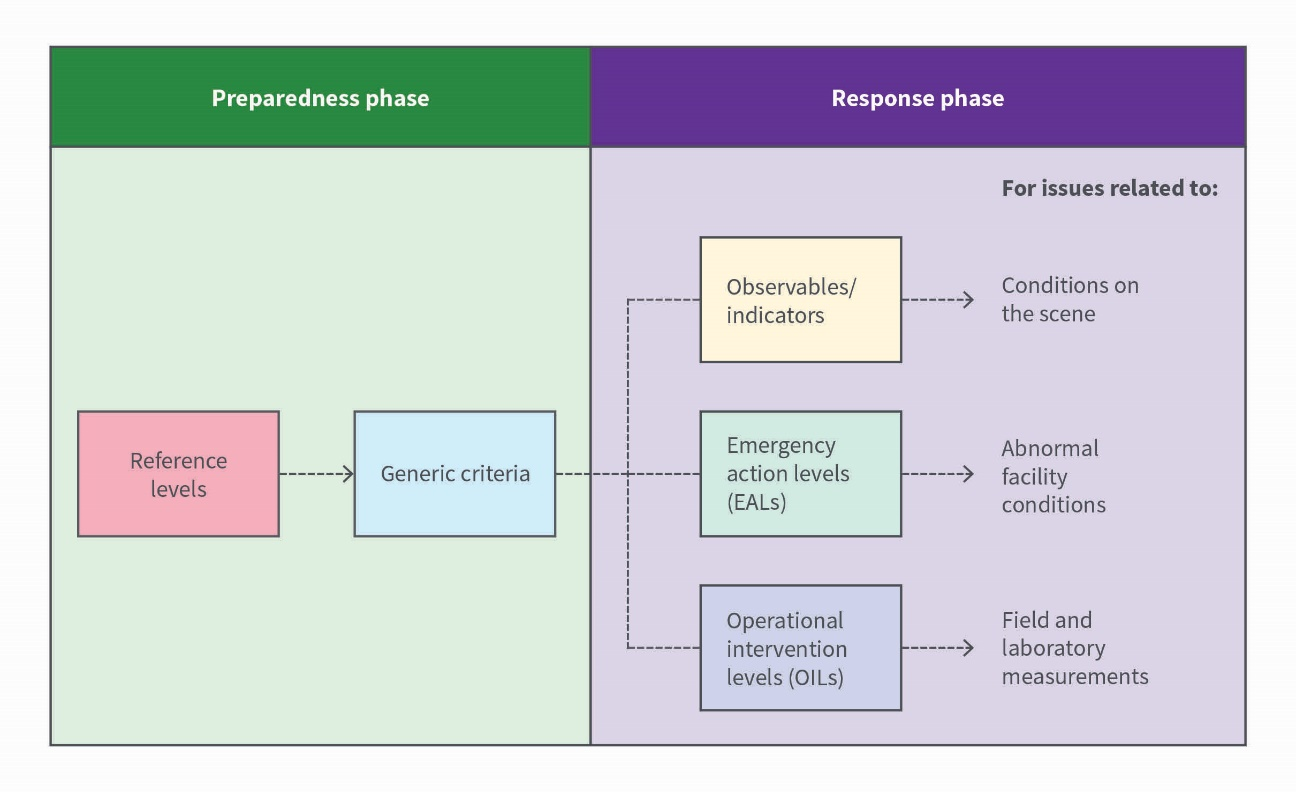 Preparedness phase
Response phase
For issues related to:
Observables/
indicators
Conditions on
the scene
Reference
levels
Generic criteria
Emergency
action levels
(EALs)
Abnormal
facility
conditions
Operational
intervention
levels (OILs)
Field and
laboratory
measurements